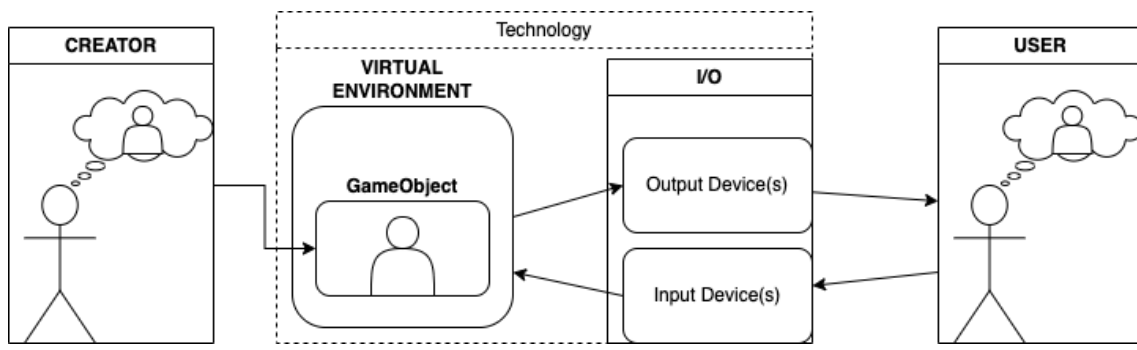 Technology
CREATOR
VIRTUAL
ENVIRONMENT
GameObject
I/O
Output Device(s)
Input Device(s)
USER